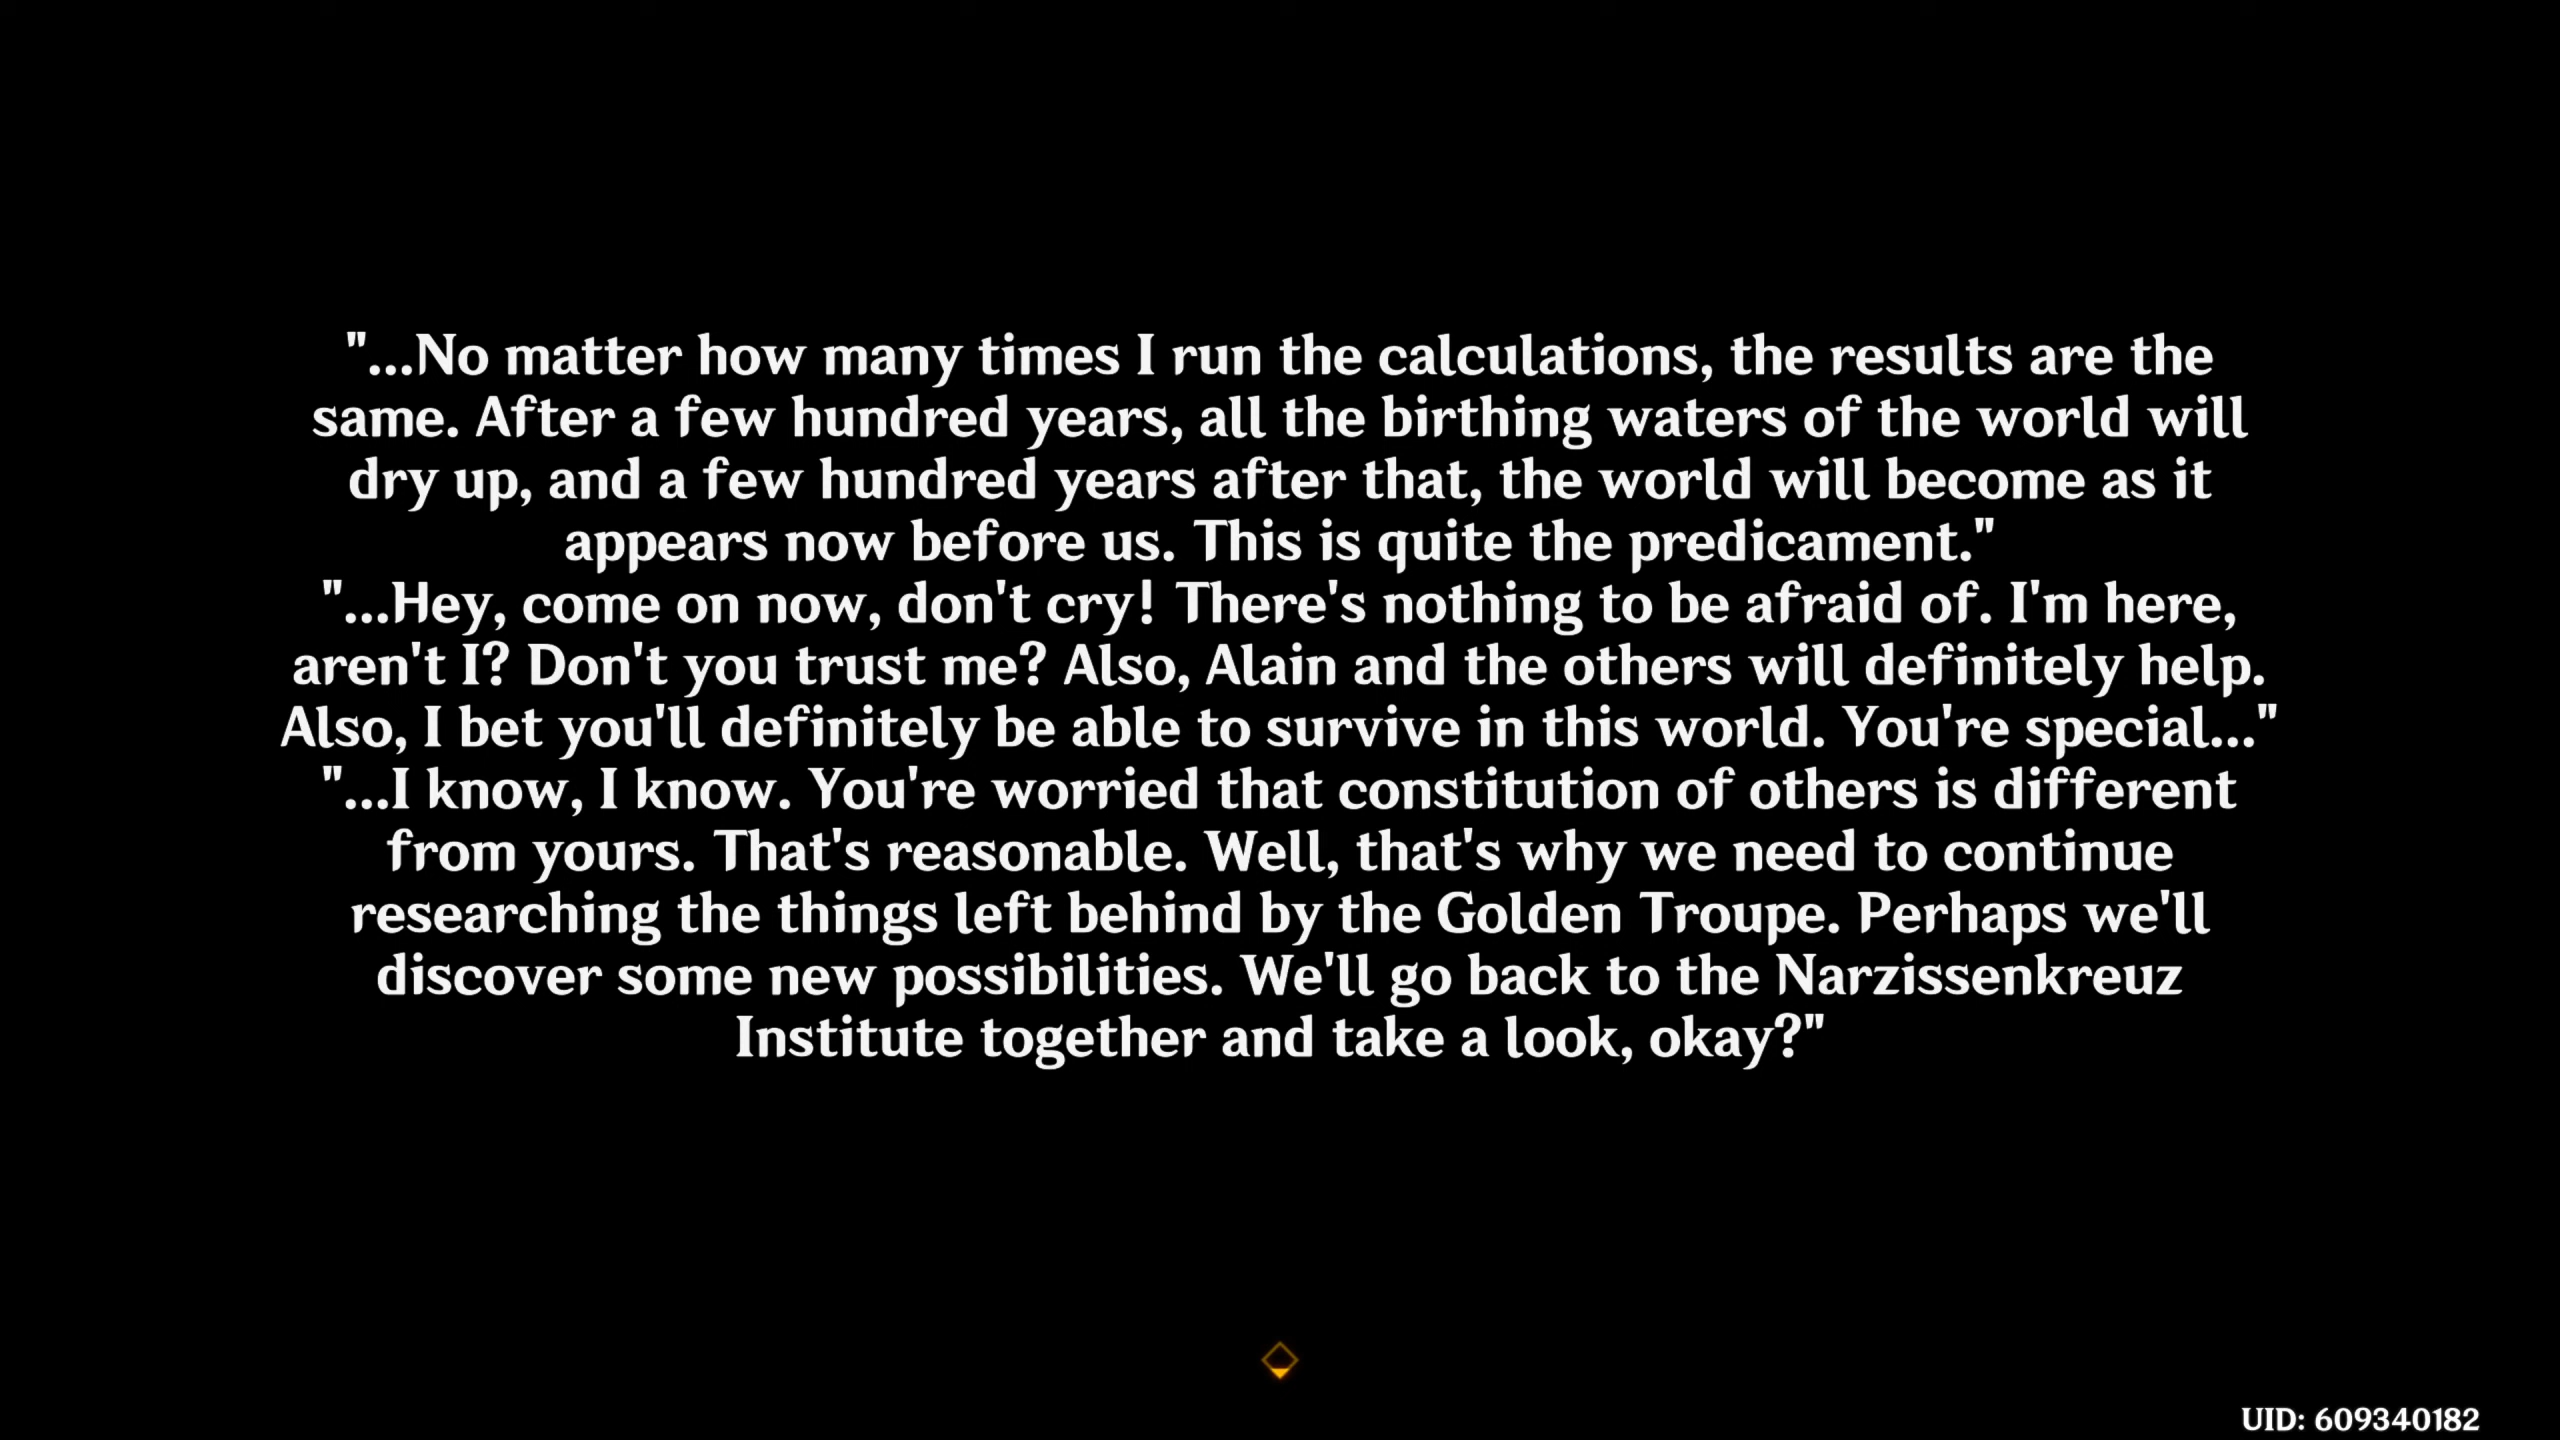 "...No matter how many times I run the calculations, the results are the
same. After a few hundred years, all the birthing waters of the world will
dry up, and a few hundred years after that, the world will become as it
appears now before us. This is quite the predicament."
"...Hey, come on now, don't cry! There's nothing to be afraid of. I'm here,
aren't I? Don't you trust me? Also, Alain and the others will definitely help.
Also, I bet you'll definitely be able to survive in this world. You're special..."
"...I know, I know. You're worried that constitution of others is different
from yours. That's reasonable. Well, that's why we need to continue
researching the things left behind by the Golden Troupe. Perhaps we'll
discover some new possibilities. We'll go back to the Narzissenkreuz
Institute together and take a look, okay?"
UID: 609340182